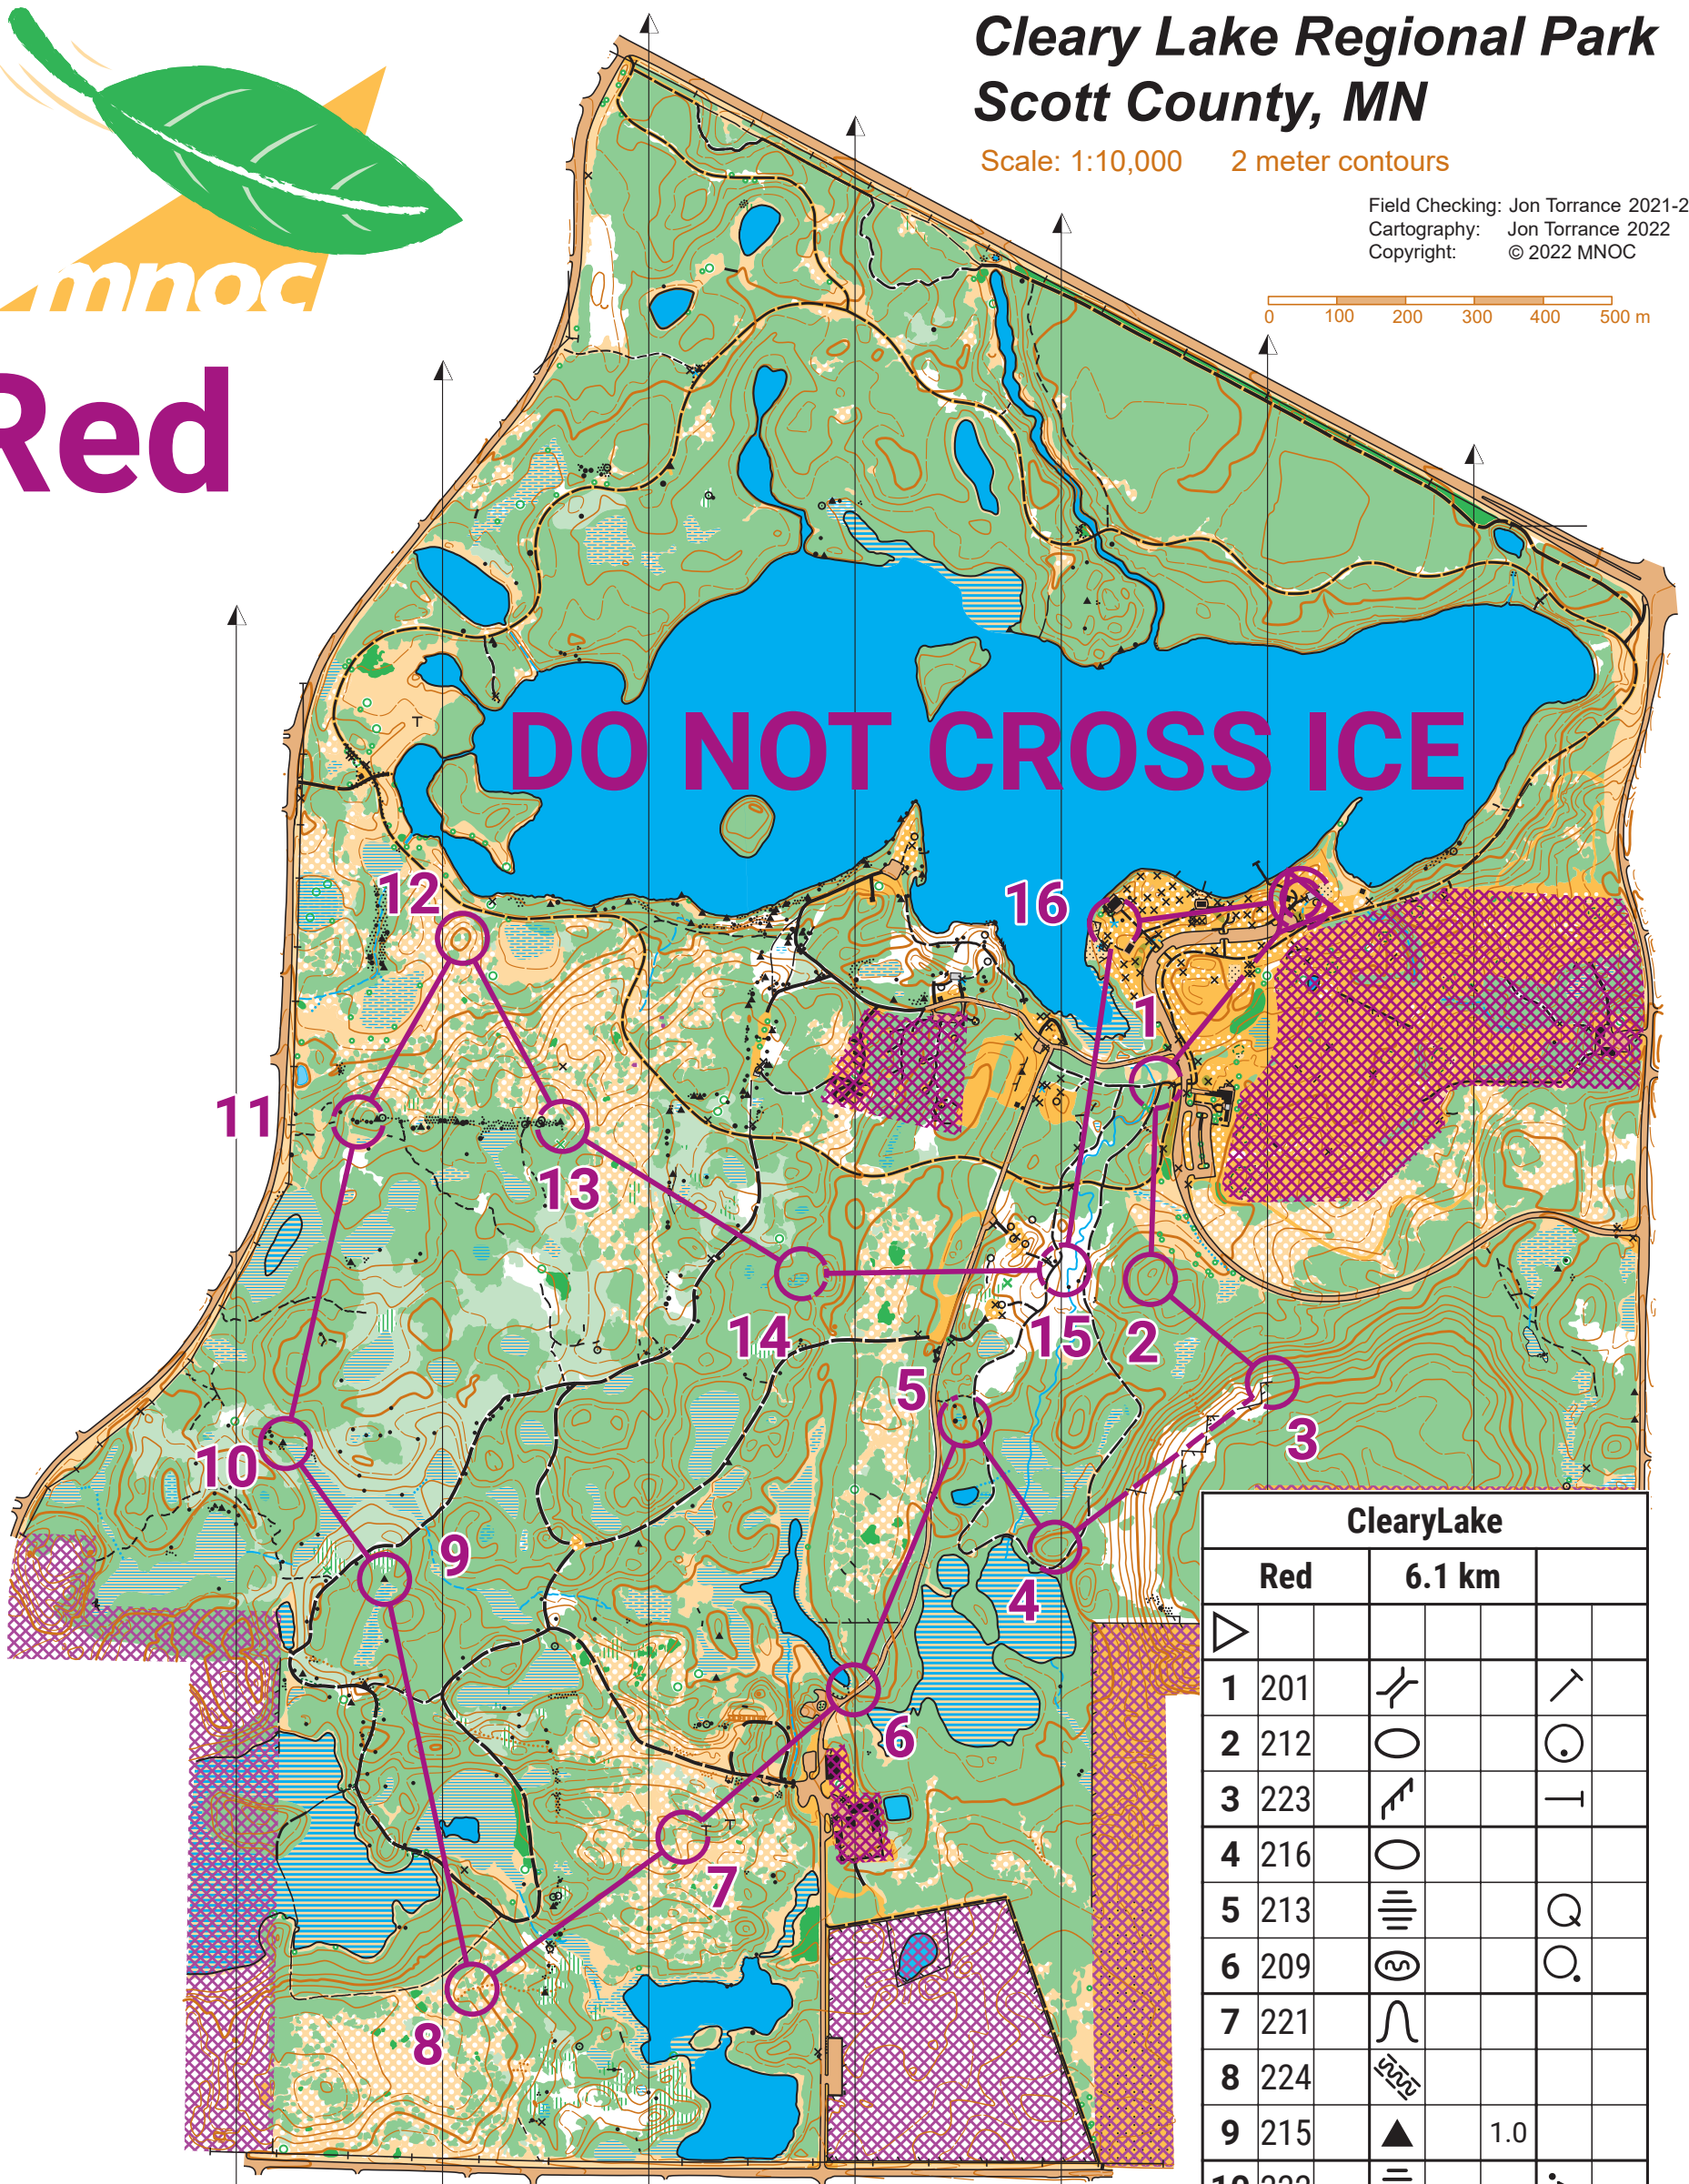 Cleary Lake Regional Park
Scott County, MN
Scale: 1:10,000 2 meter contours
Field Checking: Jon Torrance 2021-2
Cartography: Jon Torrance 2022
Copyright: © 2022 MNOC
0 100 200 300 400 500 m
mnoc
Red
DO NOT CROSS ICE
12
16
1
11
13
14
15
2
5
3
10
9
4
6
7
8
ClearyLake
Red 6.1 km
1 201
2 212
3 223
4 216
5 213
6 209
7 221
8 224
9 215 1.0